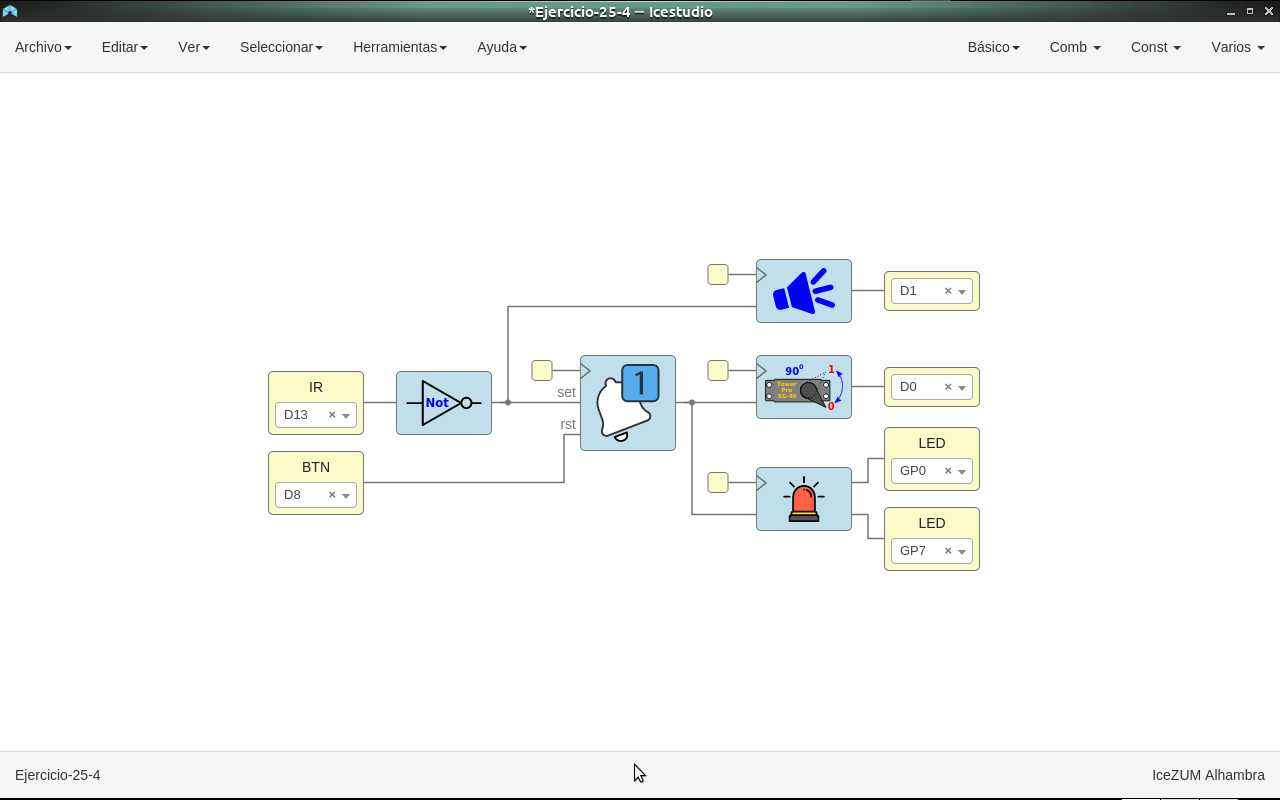 *Ejercicio-25-4 — Icestudio
Archivo Editar Ver Seleccionar Herramientas Ayuda Básico Comb Const Varios
D1
IR
D13
Not
set
rst
1
90⁰
1
Tower
Pro
SG-90
0
D0
BTN
D8
LED
GP0
LED
GP7
Ejercicio-25-4 IceZUM Alhambra